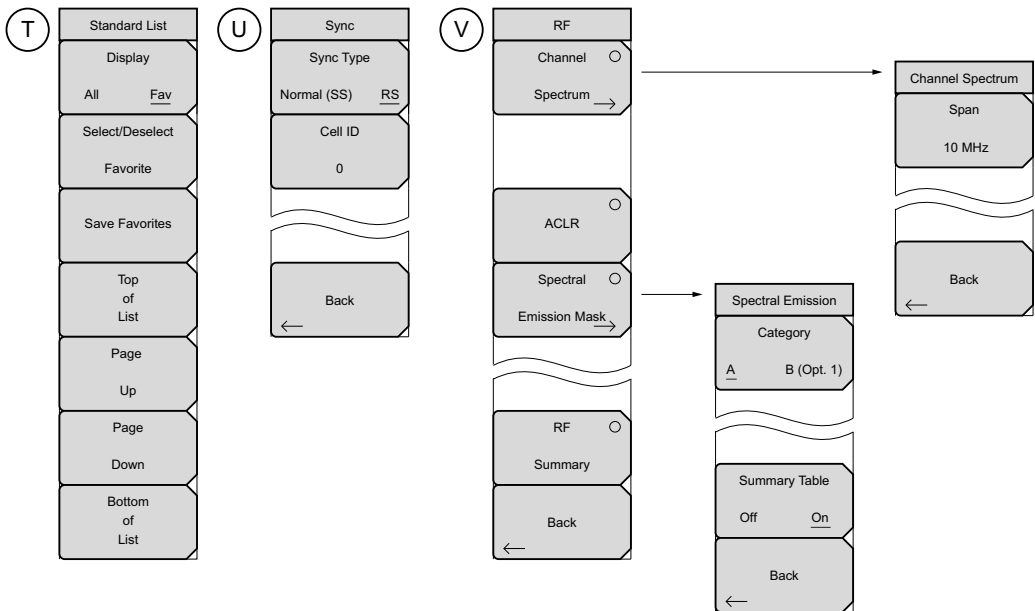 T
Standard List
Display
All Fav
Select/Deselect
Favorite
Save Favorites
Top
of
List
Page
Up
Page
Down
Bottom
of
List
U
Sync
Sync Type
Normal (SS) RS
Cell ID
0
Back
V
RF
Channel
Spectrum
ACLR
Spectral
Emission Mask
RF
Summary
Back
Spectral Emission
Category
A B (Opt. 1)
Summary Table
Off On
Back
Channel Spectrum
Span
10 MHz
Back